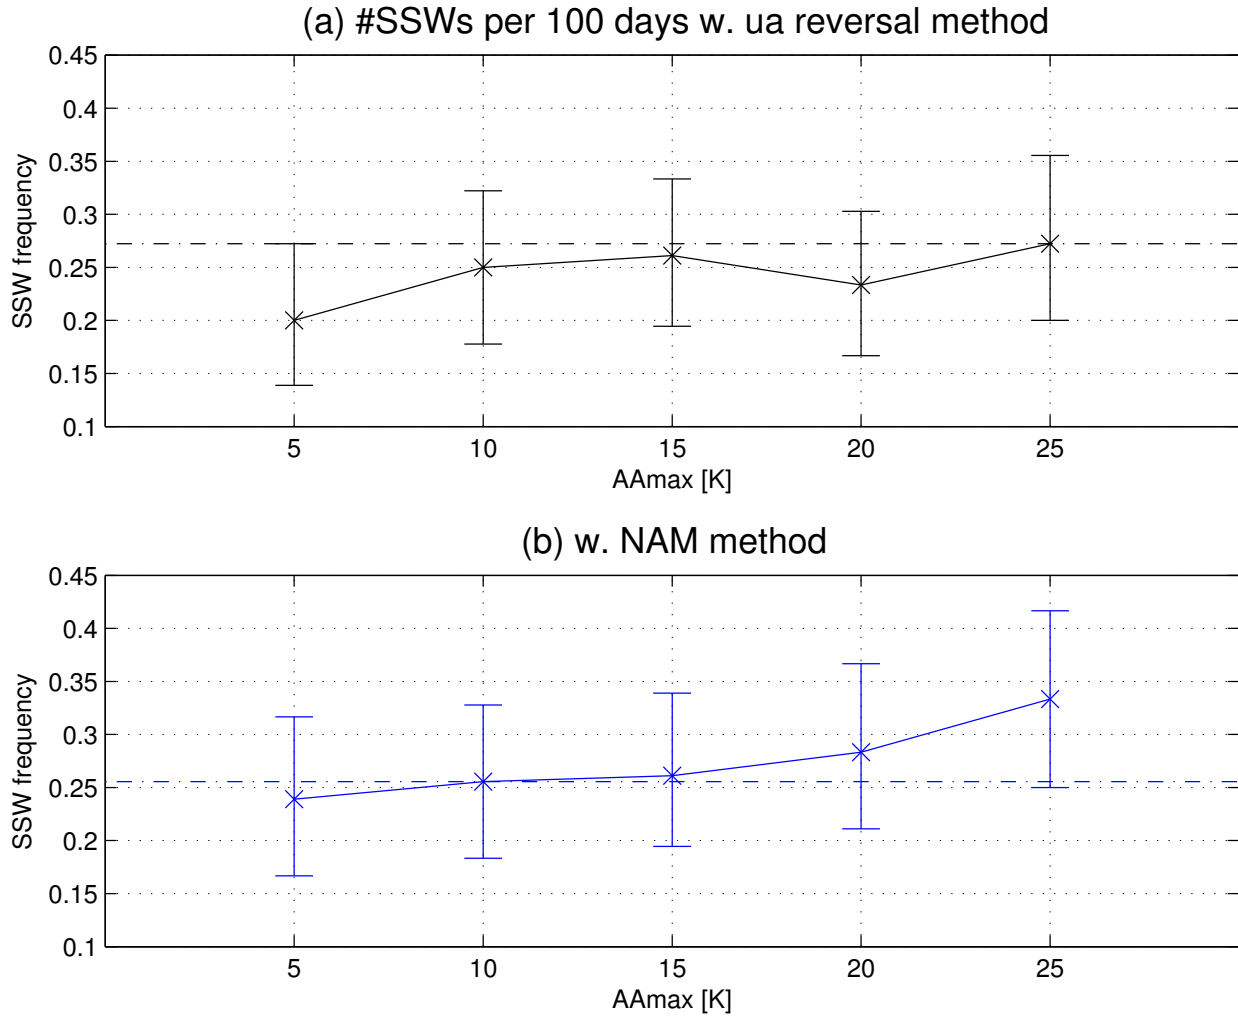 (a) #SSWs per 100 days w. ua reversal method
0.45
0.4
0.35
0.3
0.25
0.2
0.15
0.1
SSW frequency
5 10 15 20 25
AAmax [K]
(b) w. NAM method
0.45
0.4
0.35
0.3
0.25
0.2
0.15
0.1
SSW frequency
5 10 15 20 25
AAmax [K]